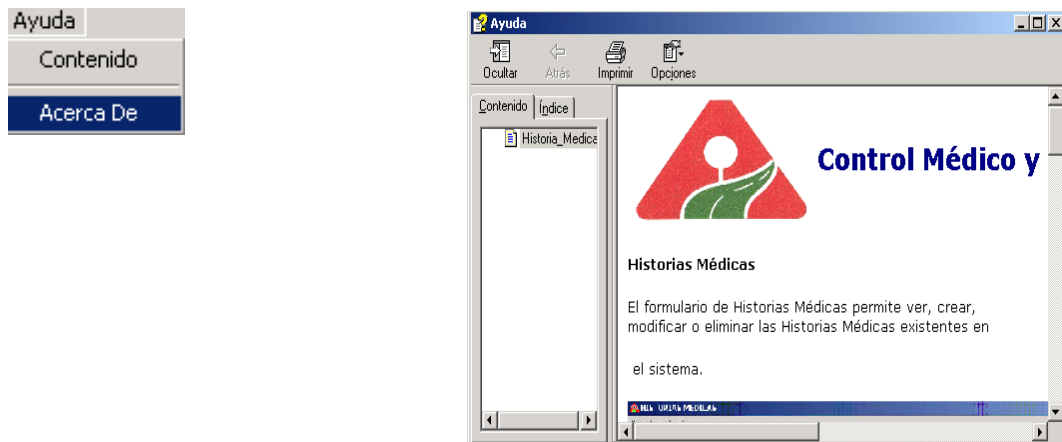 Ayuda
Contenido
Acerca De
Ayuda
Ocultar Atrás Imprimir Opciones
Contenido Índice
Historia_Medica
Control Médico y
Historias Médicas
El formulario de Historias Médicas permite ver, crear,
modificar o eliminar las Historias Médicas existentes en
el sistema.